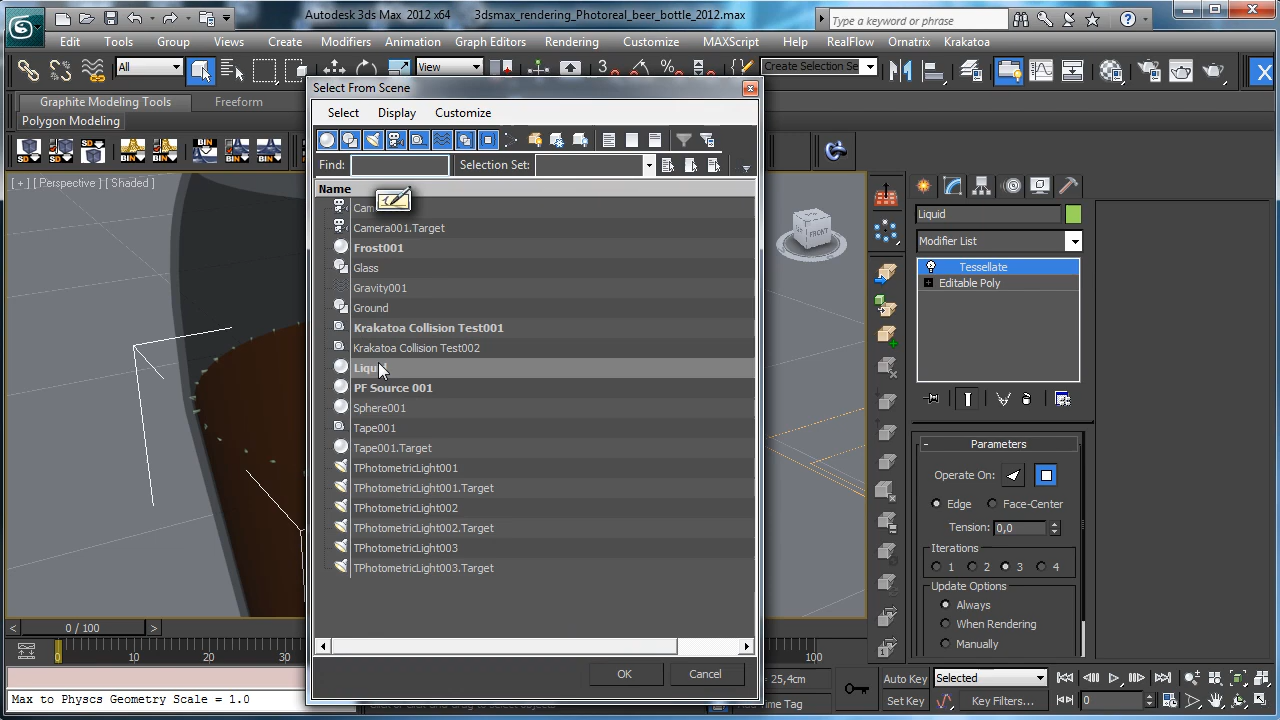 Autodesk 3ds Max 2012 x64 3dsmax_rendering_Photoreal_beer_bottle_2012.max
Type a keyword or phrase
Edit Tools Group Views Create Modifiers Animation Graph Editors Rendering Customize MAXScript Help RealFlow Ornatrix Krakatoa
All View Create Selection Se
Graphite Modeling Tools Freeform
Polygon Modeling
Select From Scene
Select Display Customize
Find: Selection Set:
[ + ] [ Perspective ] [ Shaded ]
Name
Camera001.Target
Frost001
Glass
Gravity001
Ground
Krakatoa Collision Test001
Krakatoa Collision Test002
Liquid
PF Source 001
Sphere001
Tape001
Tape001.Target
TPhotometricLight001
TPhotometricLight001.Target
TPhotometricLight002
TPhotometricLight002.Target
TPhotometricLight003
TPhotometricLight003.Target
OK Cancel
FRONT
Liquid
Modifier List
Tessellate
Editable Poly
Parameters
Operate On:
Edge Face-Center
Tension: 0,0
Iterations
1 2 3 4
Update Options
Always
When Rendering
Manually
0 / 100
0 10 20 30 100
Max to Physcs Geometry Scale = 1.0
25,4cm
Add Time Tag
Auto Key Selected
Set Key Key Filters...
0